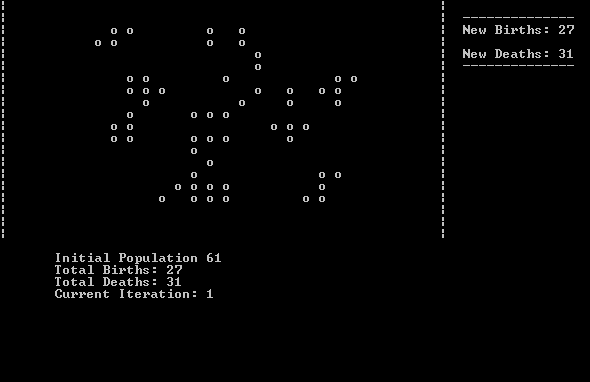 New Births: 27
New Deaths: 31
o o o o
o o o o
o
o
o o o o o
o o o o o o o
o o o o
o o o o
o o o o o
o o o o o o
o
o
o o o
o o o o o
o o o o o o
Initial Population 61
Total Births: 27
Total Deaths: 31
Current Iteration: 1